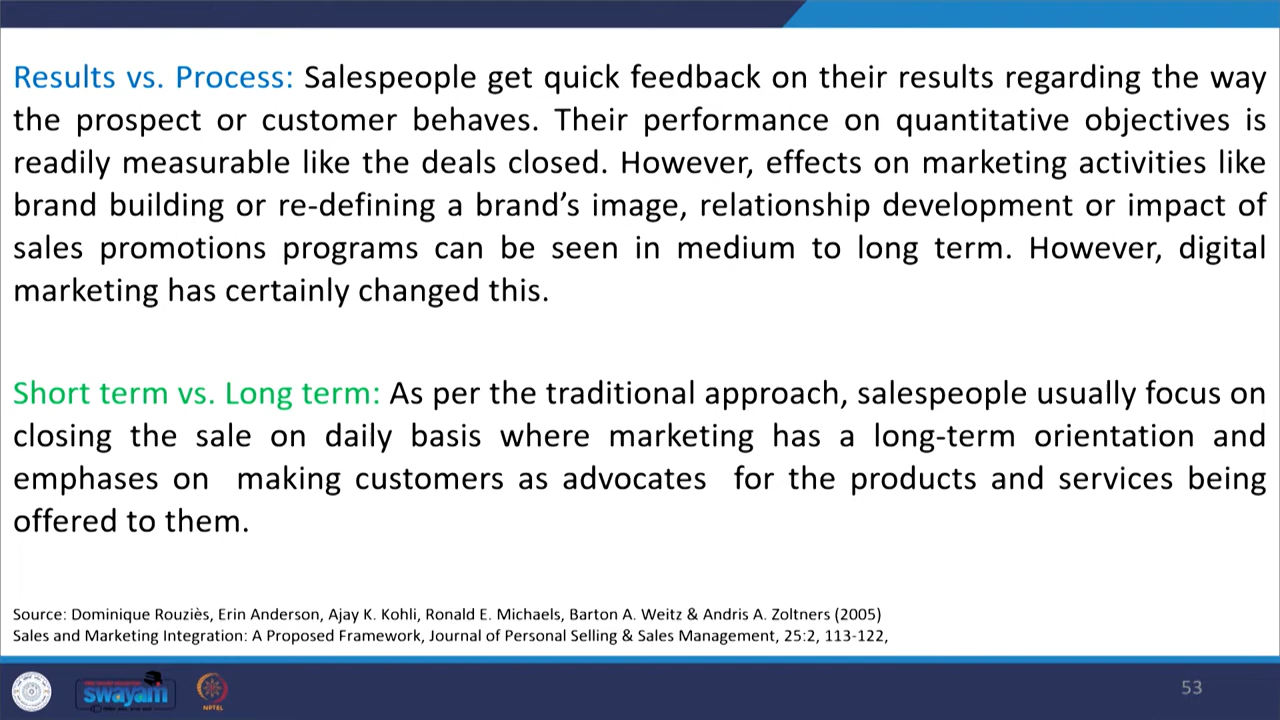 Results vs. Process: Salespeople get quick feedback on their results regarding the way
the prospect or customer behaves. Their performance on quantitative objectives is
readily measurable like the deals closed. However, effects on marketing activities like
brand building or re-defining a brand’s image, relationship development or impact of
sales promotions programs can be seen in medium to long term. However, digital
marketing has certainly changed this.
Short term vs. Long term: As per the traditional approach, salespeople usually focus on
closing the sale on daily basis where marketing has a long-term orientation and
emphases on making customers as advocates for the products and services being
offered to them.
Source: Dominique Rouziès, Erin Anderson, Ajay K. Kohli, Ronald E. Michaels, Barton A. Weitz & Andris A. Zoltners (2005)
Sales and Marketing Integration: A Proposed Framework, Journal of Personal Selling & Sales Management, 25:2, 113-122,
swayam
NPTEL
53